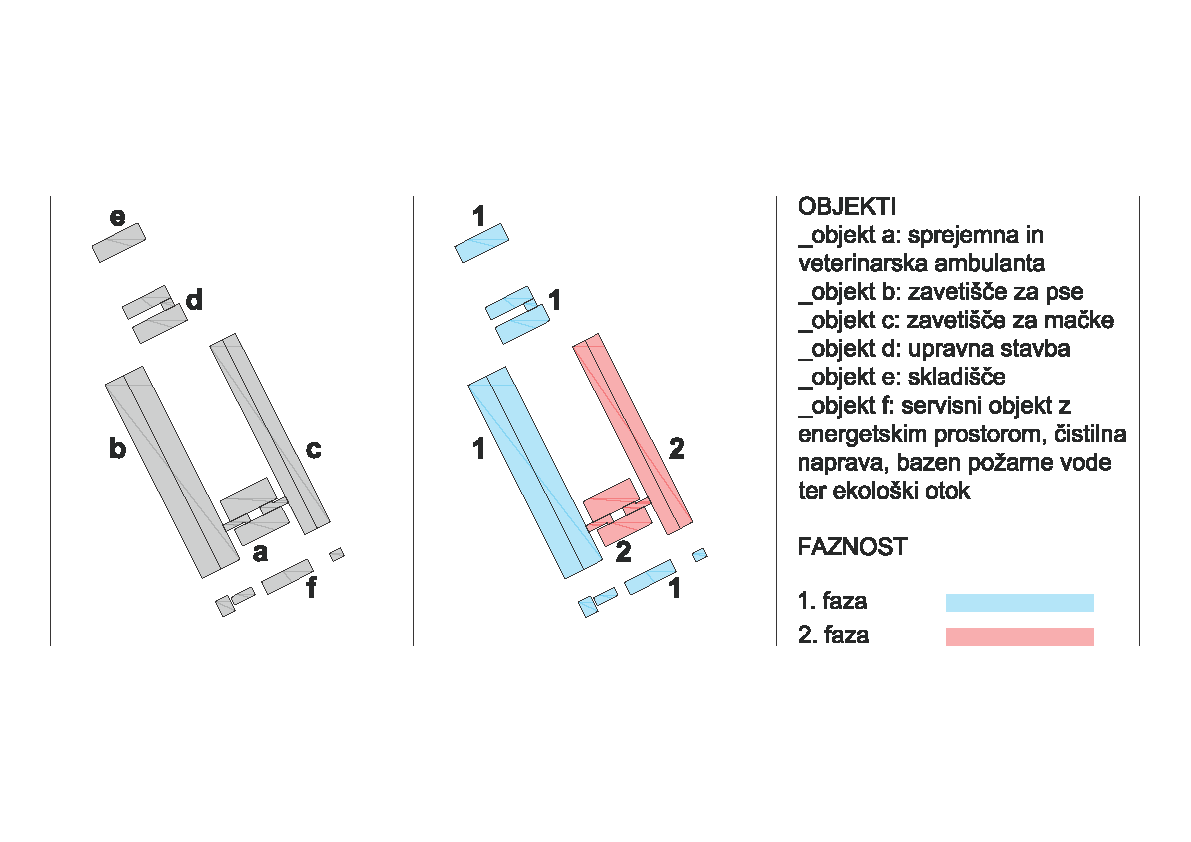 e
d
b
c
a
f
1
1
1
2
2
1
OBJEKTI
_objekt a: sprejemna in
veterinarska ambulanta
_objekt b: zavetišče za pse
_objekt c: zavetišče za mačke
_objekt d: upravna stavba
_objekt e: skladišče
_objekt f: servisni objekt z
energetskim prostorom, čistilna
naprava, bazen požarne vode
ter ekološki otok
FAZNOST
1. faza
2. faza